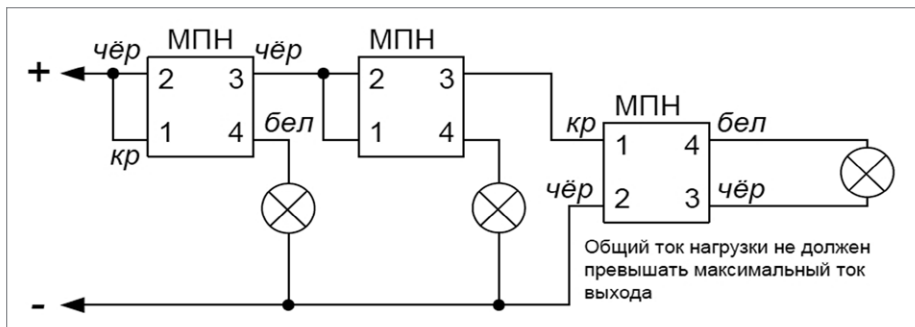 МПН МПН
+ чёр 2 3 чёр 2 3
1 4 бел 1 4
кр
МПН
кр 1 4 бел
чёр 2 3 чёр
Общий ток нагрузки не должен
превышать максимальный ток
выхода
-